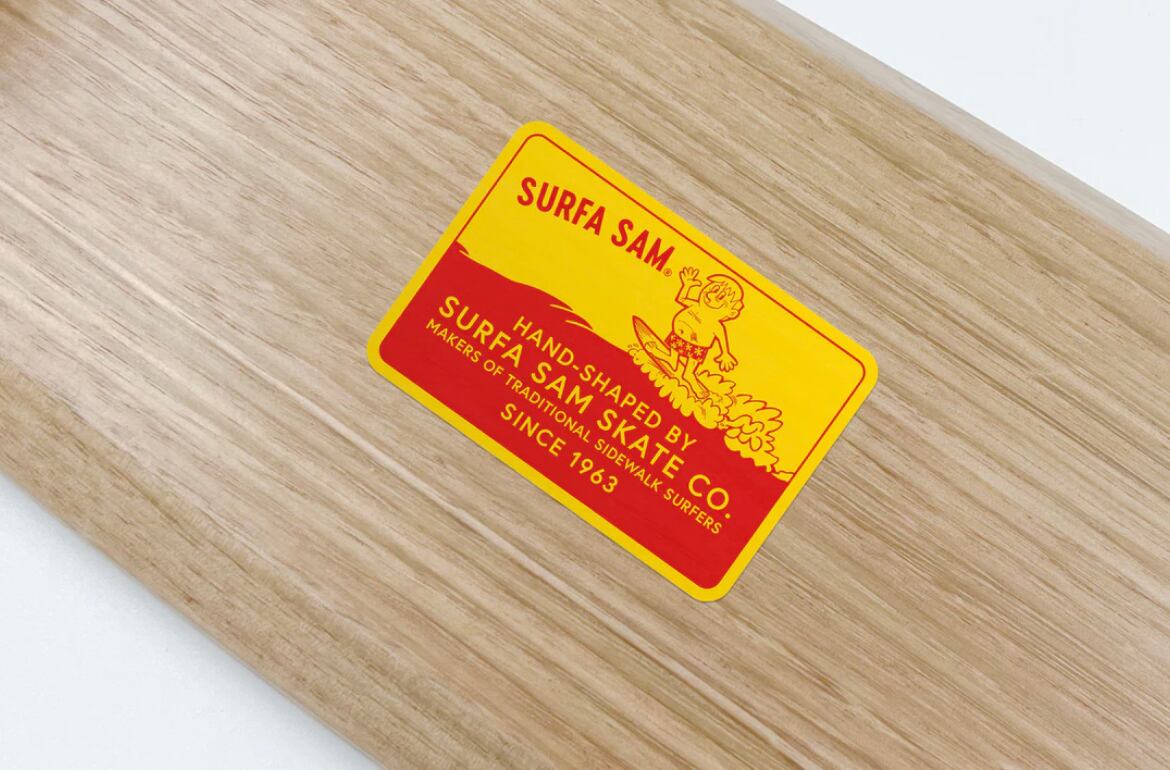 SURFA SAM®
HAND-SHAPED BY
SURFA SAM SKATE CO.
MAKERS OF TRADITIONAL SIDEWALK SURFERS
SINCE 1963